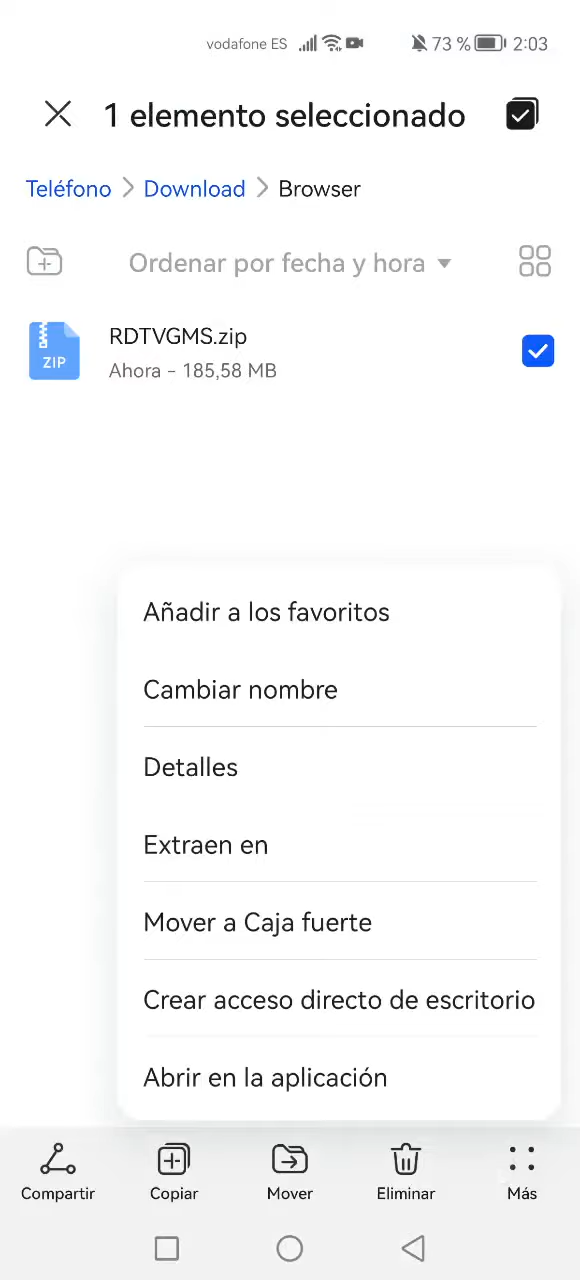 vodafone ES 73 % 2:03
1 elemento seleccionado
Teléfono > Download > Browser
Ordenar por fecha y hora
ZIP
RDTVGMS.zip
Ahora - 185,58 MB
Añadir a los favoritos
Cambiar nombre
Detalles
Extraen en
Mover a Caja fuerte
Crear acceso directo de escritorio
Abrir en la aplicación
Compartir Copiar Mover Eliminar Más